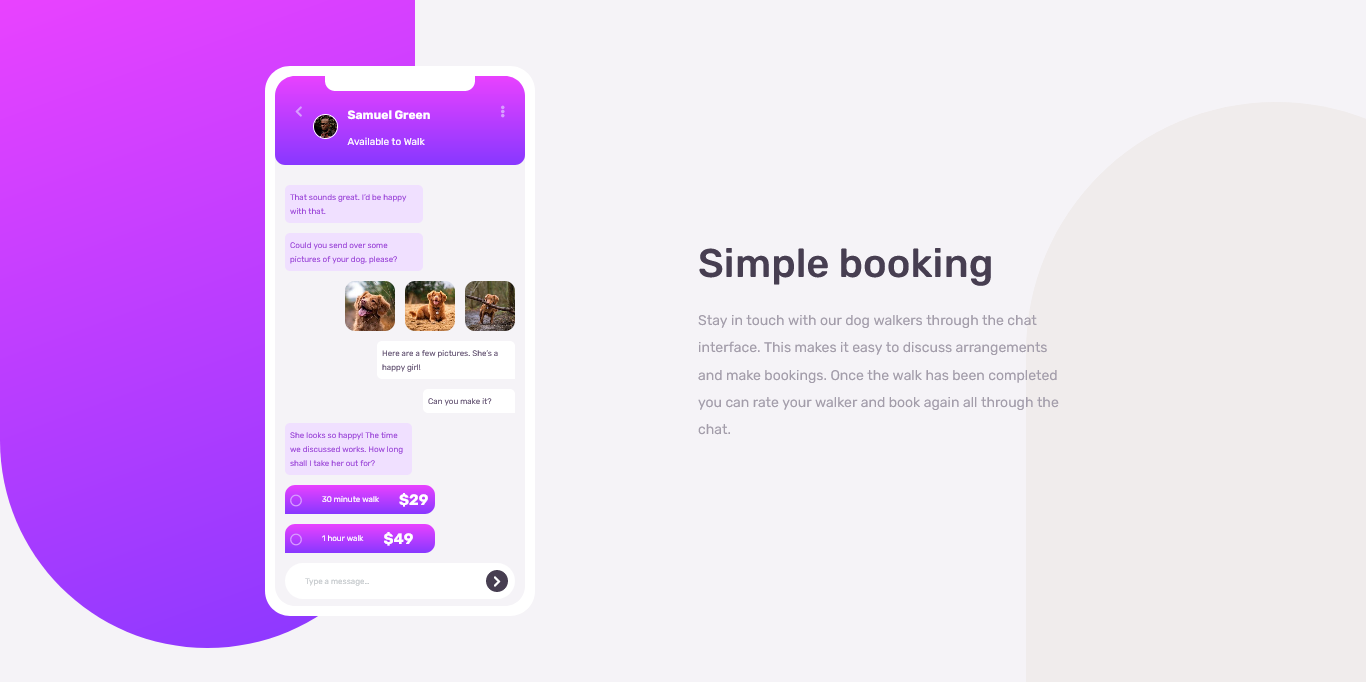 Samuel Green
Available to Walk
That sounds great. I'd be happy
with that.
Could you send over some
pictures of your dog, please?
Here are a few pictures. She's a
happy girl!
Can you make it?
She looks so happy! The time
we discussed works. How long
shall I take her out for?
30 minute walk $29
1 hour walk $49
Type a message…
Simple booking
Stay in touch with our dog walkers through the chat
interface. This makes it easy to discuss arrangements
and make bookings. Once the walk has been completed
you can rate your walker and book again all through the
chat.